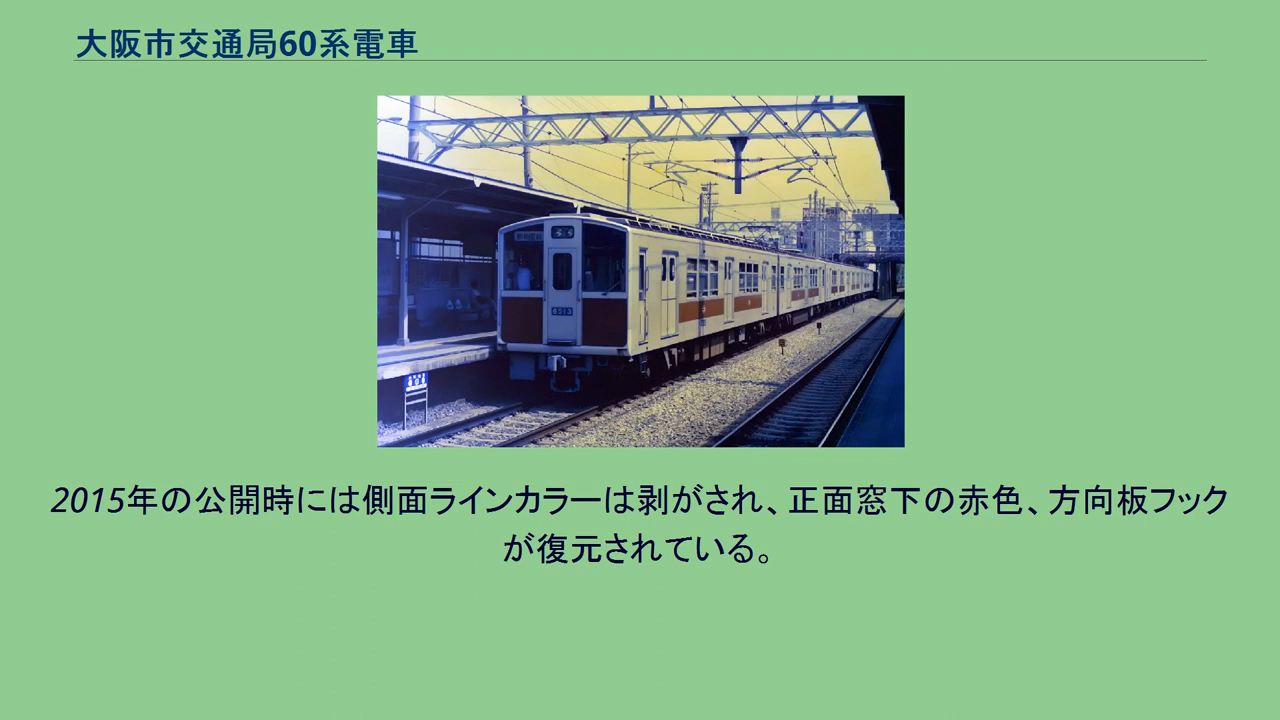 大阪市交通局60系電車
2015年の公開時には側面ラインカラーは剥がされ、正面窓下の赤色、方向板フック
が復元されている。